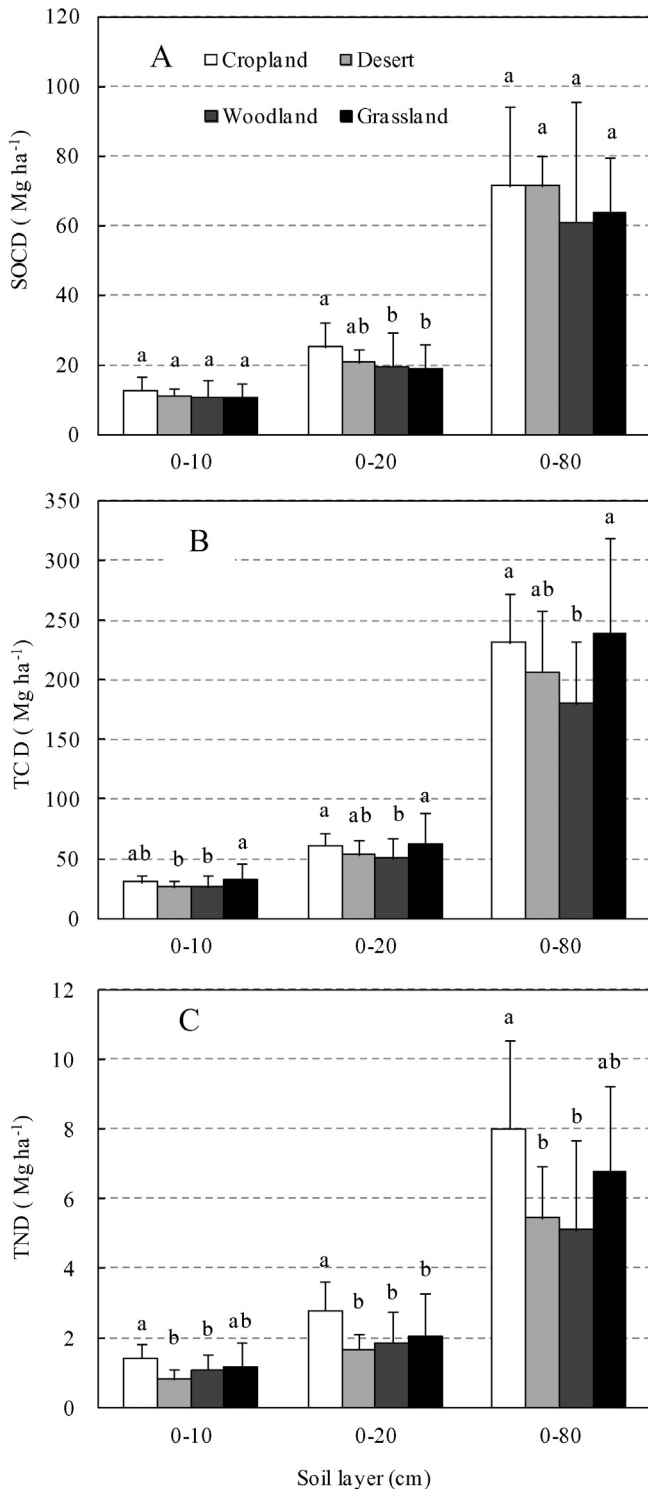 120
A
Cropland Desert
Woodland Grassland
100
80
60
40
20
0
SOCD ( Mg ha⁻¹)
a a a a
a ab b b
a a a a
0-10 0-20 0-80
350
B
300
250
200
150
100
50
0
TCD ( Mg ha⁻¹)
ab b b a
a ab b a
a ab b a
0-10 0-20 0-80
12
C
10
8
6
4
2
0
TND ( Mg ha⁻¹)
a b b ab
a b b b
a b b ab
0-10 0-20 0-80
Soil layer (cm)